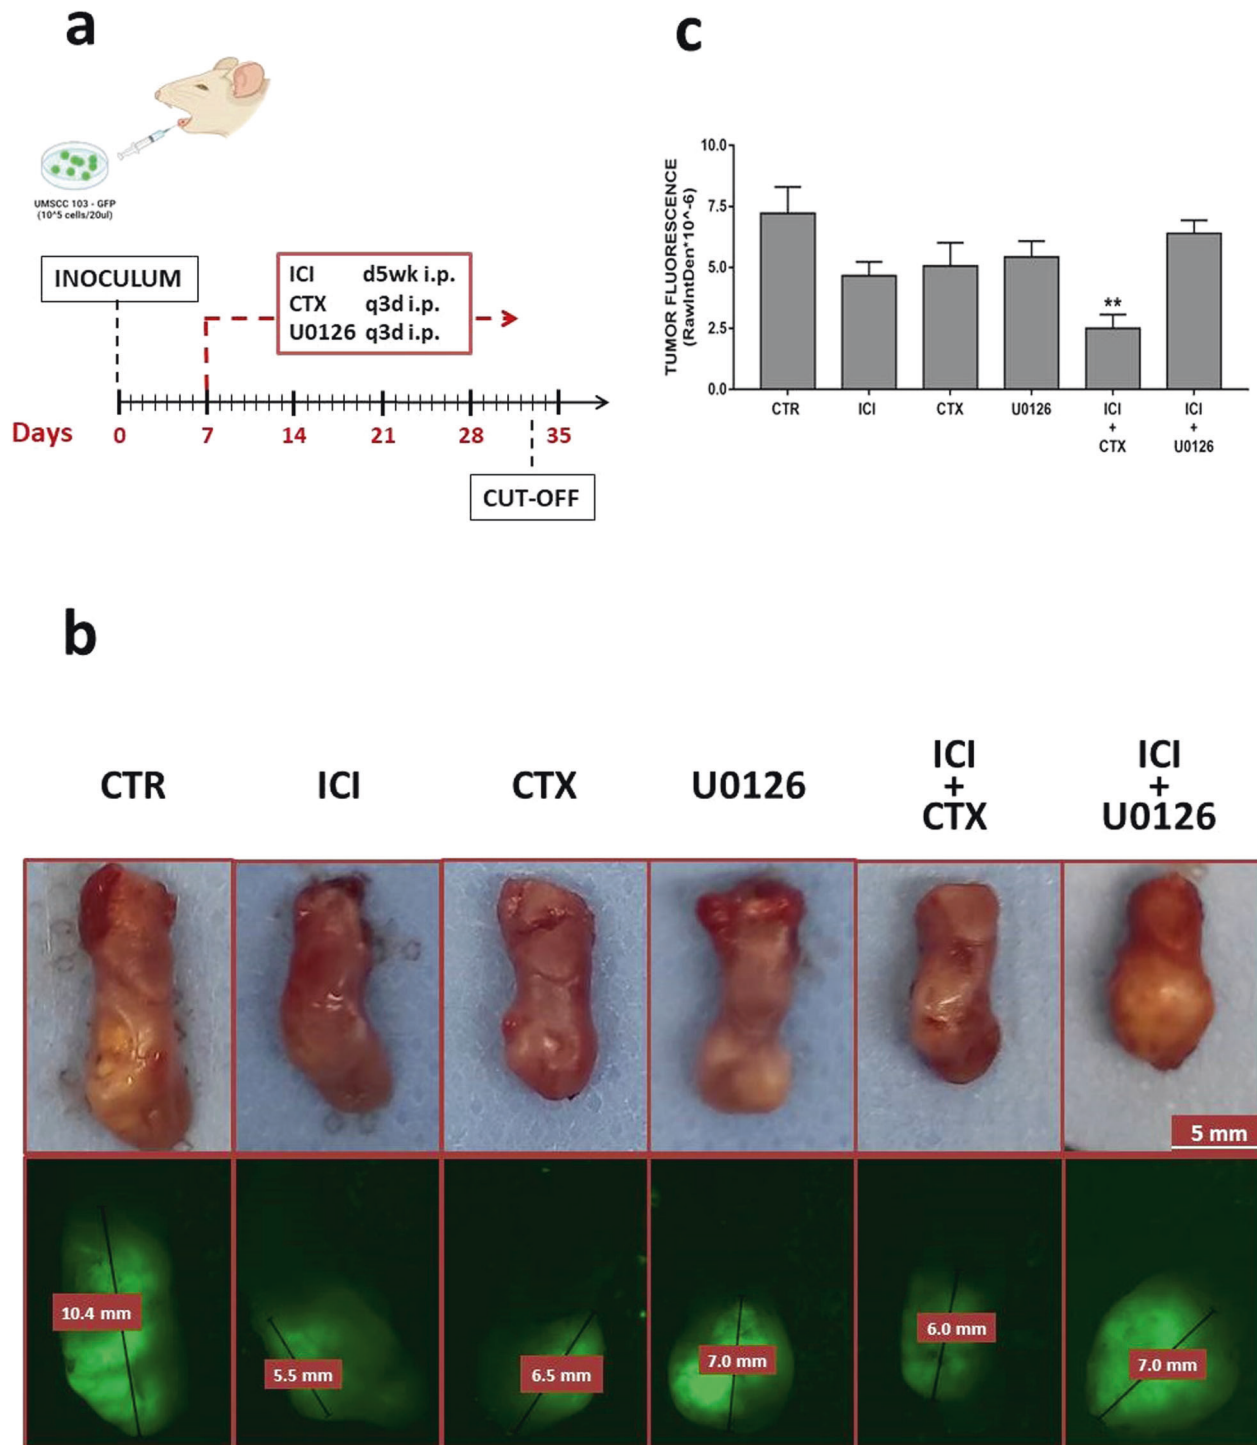 a
UMSCC 103 - GFP
(10^5 cells/20ul)
INOCULUM
ICI d5wk i.p.
CTX q3d i.p.
U0126 q3d i.p.
Days 0 7 14 21 28 35
CUT-OFF
c
TUMOR FLUORESCENCE
(RawIntDen*10^-6)
10.0
7.5
5.0
2.5
0.0
**
CTR ICI CTX U0126 ICI + CTX ICI + U0126
b
CTR ICI CTX U0126 ICI + CTX ICI + U0126
5 mm
10.4 mm 5.5 mm 6.5 mm 7.0 mm 6.0 mm 7.0 mm